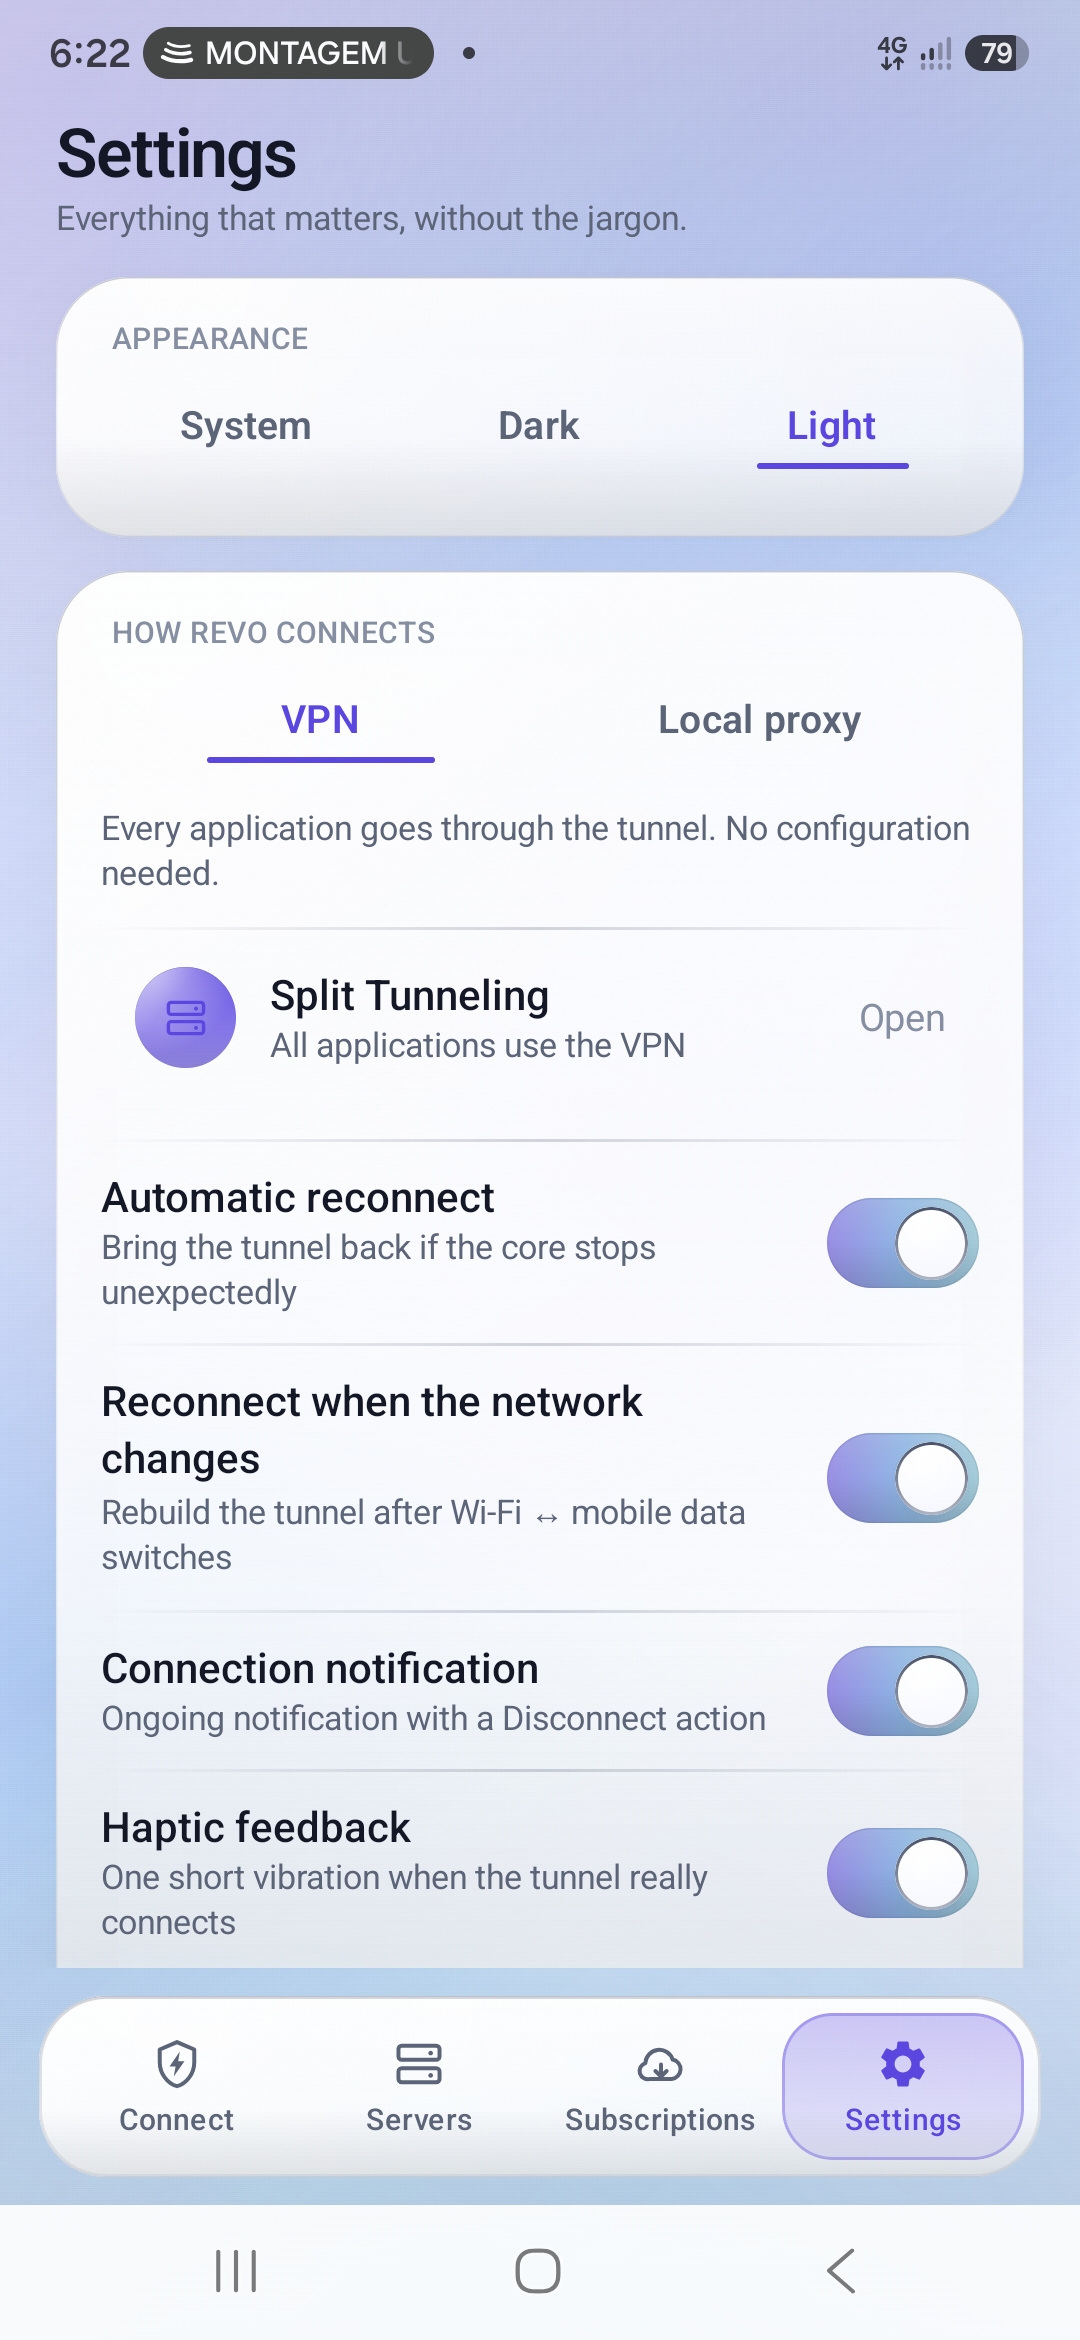 6:22 MONTAGEM 4G 79
Settings
Everything that matters, without the jargon.
APPEARANCE
System Dark Light
HOW REVO CONNECTS
VPN Local proxy
Every application goes through the tunnel. No configuration
needed.
Split Tunneling
All applications use the VPN
Open
Automatic reconnect
Bring the tunnel back if the core stops
unexpectedly
Reconnect when the network
changes
Rebuild the tunnel after Wi-Fi ↔ mobile data
switches
Connection notification
Ongoing notification with a Disconnect action
Haptic feedback
One short vibration when the tunnel really
connects
Connect Servers Subscriptions Settings